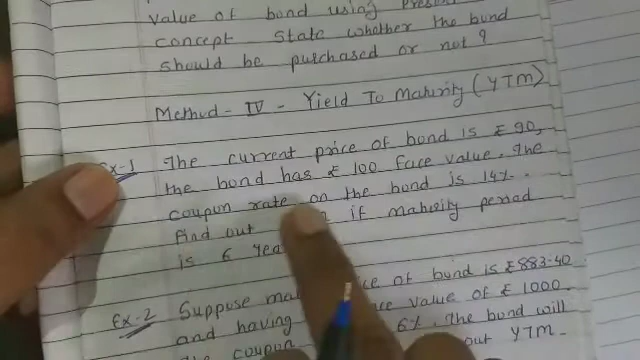 value of bond using
concept State whether the bond
should be purchased or not ?
Method - IV - Yield To Maturity (YTM)
Ex-1 The current price of bond is ₹ 90,
the bond has ₹ 100 face value. The
coupon rate on the bond is 14%.
Find out if maturity period
is 6
Ex-2 Suppose of bond is ₹ 883.40
and having value of ₹ 1000.
The coupon 6%. The bond will
YTM.